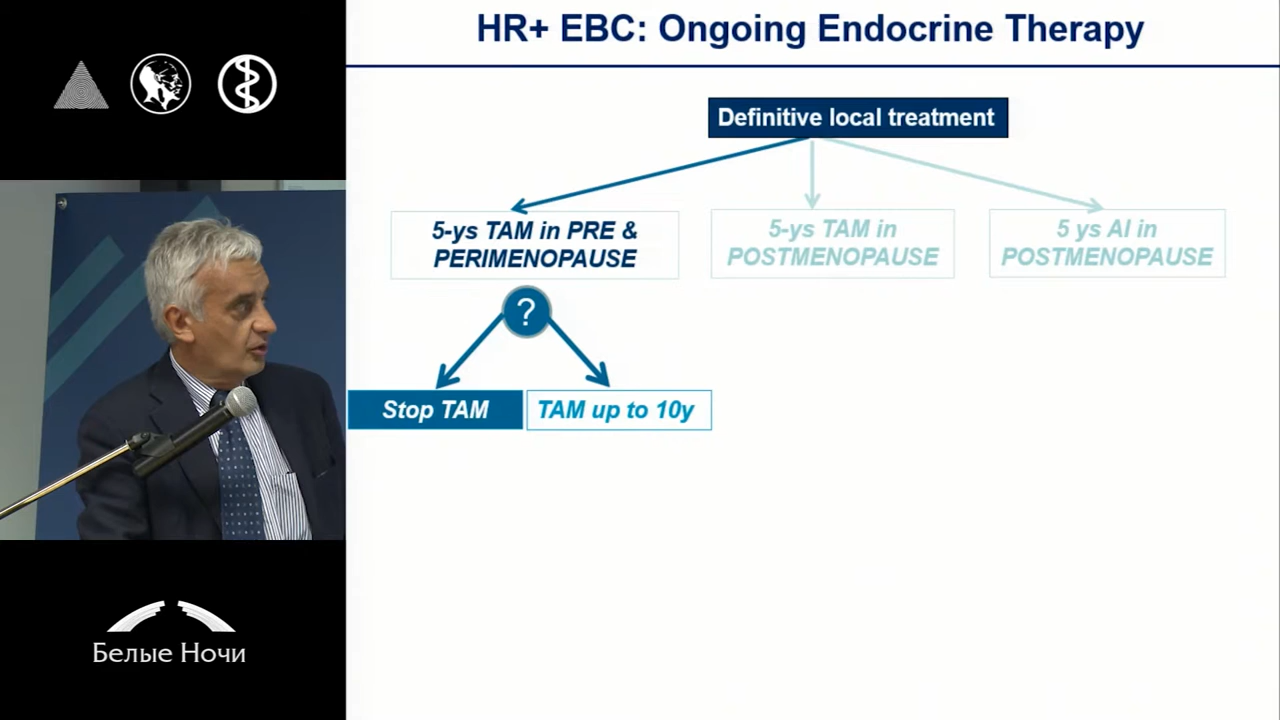 HR+ EBC: Ongoing Endocrine Therapy
Definitive local treatment
5-ys TAM in PRE &
PERIMENOPAUSE
5-ys TAM in
POSTMENOPAUSE
5 ys AI in
POSTMENOPAUSE
?
Stop TAM
TAM up to 10y
Белые Ночи